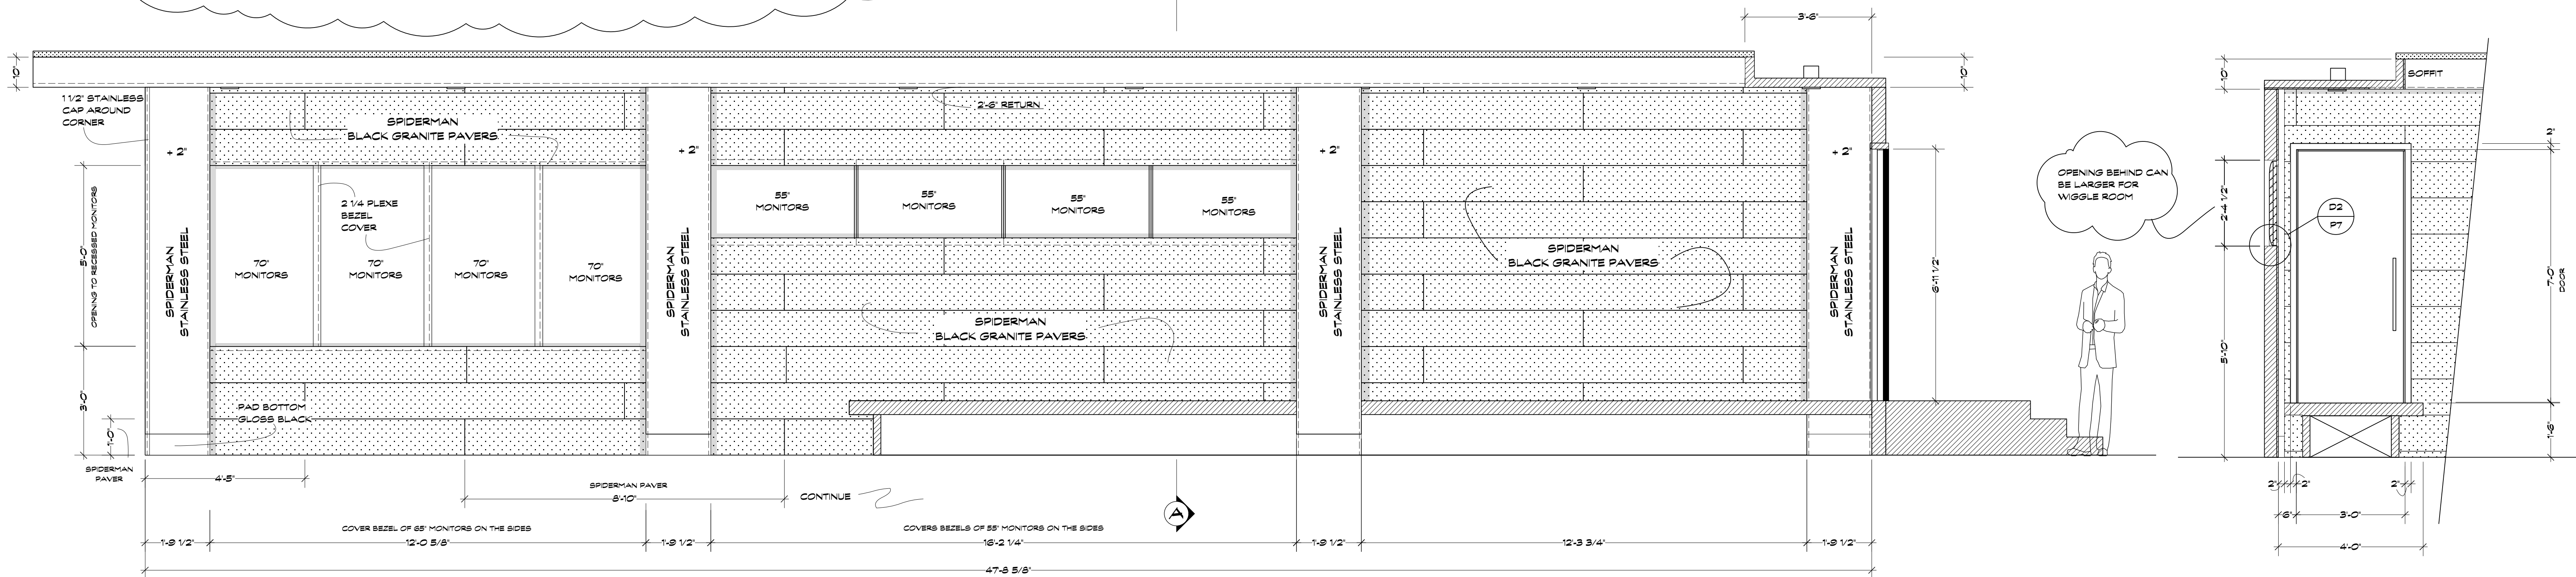 3'-6"
10"
10"
10"
SOFFIT
1 1/2" STAINLESS
CAP AROUND
CORNER
2'-6" RETURN
SPIDERMAN
BLACK GRANITE PAVERS
+ 2"
+ 2"
+ 2"
+ 2"
2"
OPENING BEHIND CAN
BE LARGER FOR
WIGGLE ROOM
2 1/4 PLEXE
BEZEL
COVER
55"
MONITORS
55"
MONITORS
55"
MONITORS
55"
MONITORS
D2
P7
2'-4 1/2"
5'-0"
OPENING TO RECESSED MONITORS
SPIDERMAN
STAINLESS STEEL
70"
MONITORS
70"
MONITORS
70"
MONITORS
70"
MONITORS
SPIDERMAN
STAINLESS STEEL
SPIDERMAN
STAINLESS STEEL
SPIDERMAN
BLACK GRANITE PAVERS
SPIDERMAN
STAINLESS STEEL
6'-11 1/2"
7'-0"
DOOR
SPIDERMAN
BLACK GRANITE PAVERS
5'-10"
3'-0"
1'-0"
PAD BOTTOM
GLOSS BLACK
1'-6"
SPIDERMAN
PAVER
4'-5"
SPIDERMAN PAVER
8'-10"
CONTINUE
A
2"
2"
2"
6"
3'-0"
4'-0"
COVER BEZEL OF 65" MONITORS ON THE SIDES
COVERS BEZELS OF 55" MONITORS ON THE SIDES
1'-9 1/2"
12'-0 5/8"
1'-9 1/2"
16'-2 1/4"
1'-9 1/2"
12'-3 3/4"
1'-9 1/2"
47'-8 5/8"